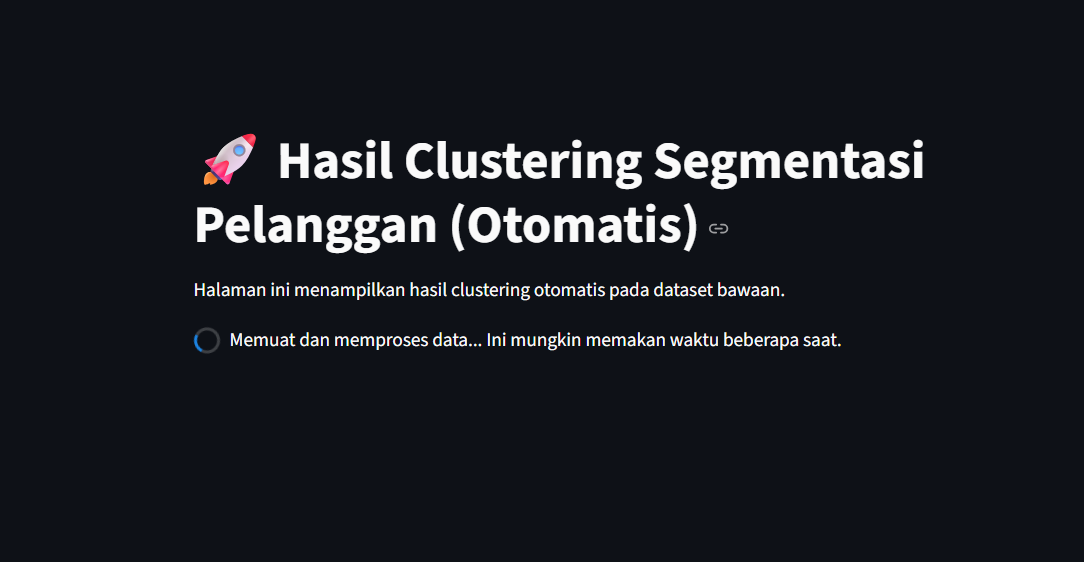 🚀 Hasil Clustering Segmentasi
Pelanggan (Otomatis)
Halaman ini menampilkan hasil clustering otomatis pada dataset bawaan.
Memuat dan memproses data... Ini mungkin memakan waktu beberapa saat.